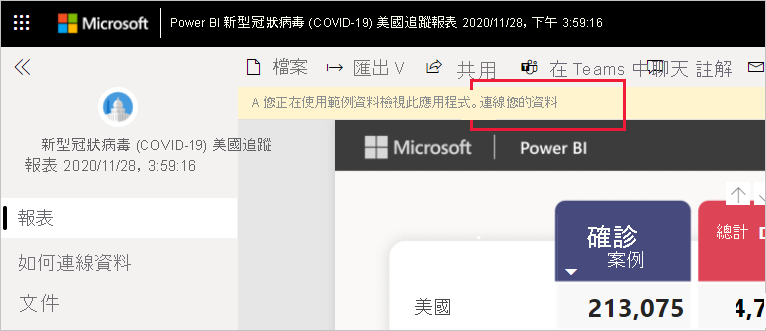 Microsoft Power BI 新型冠狀病毒 (COVID-19) 美國追蹤報表 2020/11/28, 下午 3:59:16
檔案 匯出 V 共用 在 Teams 中聊天 註解
A 您正在使用範例資料檢視此應用程式。連線您的資料
新型冠狀病毒 (COVID-19) 美國追蹤
報表 2020/11/28, 3:59:16
報表
如何連線資料
文件
Microsoft Power BI
確診
案例
總計
美國 213,075